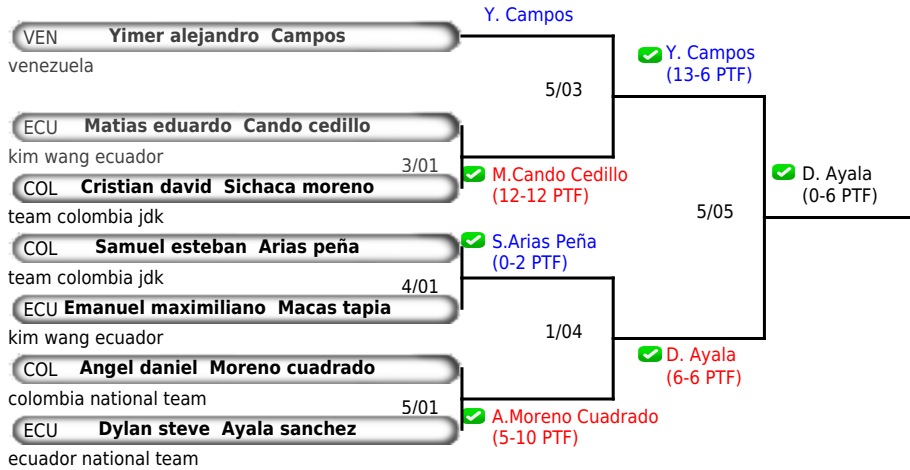 Y. Campos
VEN Yimer alejandro Campos
venezuela
Y. Campos
(13-6 PTF)
5/03
ECU Matias eduardo Cando cedillo
kim wang ecuador
3/01
M.Cando Cedillo
(12-12 PTF)
COL Cristian david Sichaca moreno
team colombia jdk
D. Ayala
(0-6 PTF)
5/05
COL Samuel esteban Arias peña
team colombia jdk
S.Arias Peña
(0-2 PTF)
4/01
ECU Emanuel maximiliano Macas tapia
kim wang ecuador
1/04
D. Ayala
(6-6 PTF)
COL Angel daniel Moreno cuadrado
colombia national team
5/01
A.Moreno Cuadrado
(5-10 PTF)
ECU Dylan steve Ayala sanchez
ecuador national team